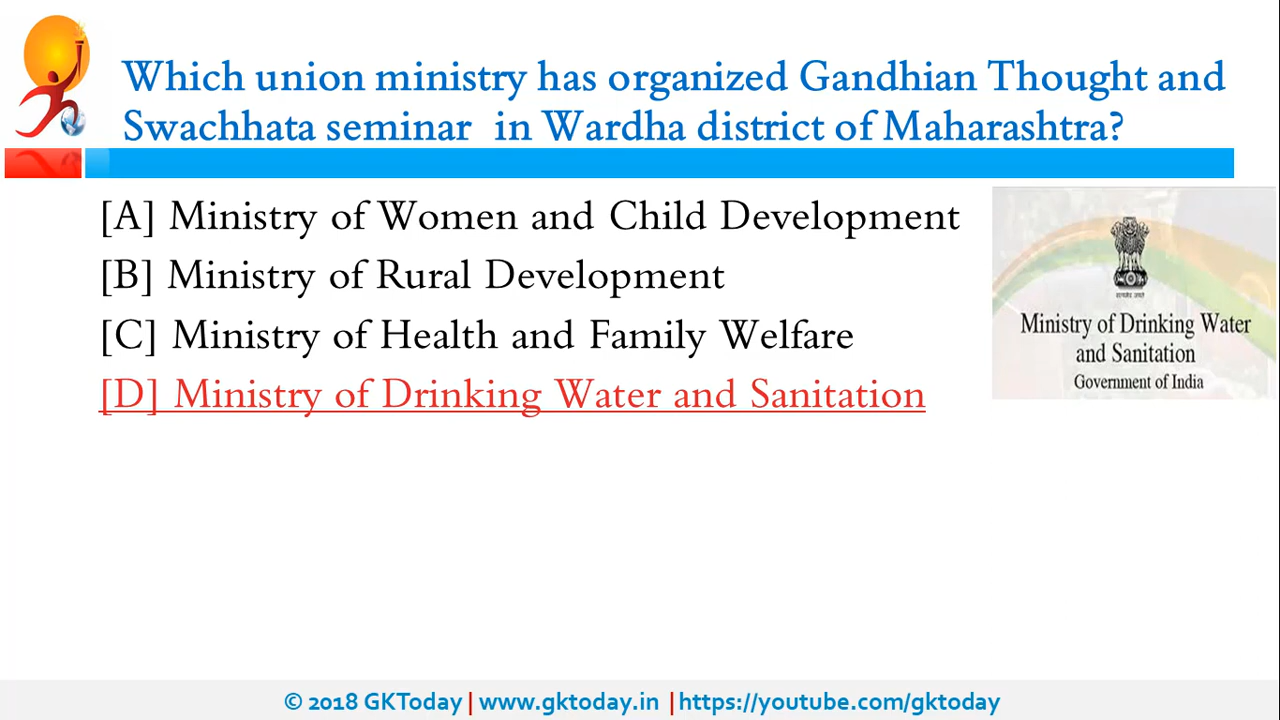 Which union ministry has organized Gandhian Thought and
Swachhata seminar in Wardha district of Maharashtra?
[A] Ministry of Women and Child Development
[B] Ministry of Rural Development
[C] Ministry of Health and Family Welfare
[D] Ministry of Drinking Water and Sanitation
Ministry of Drinking Water
and Sanitation
Government of India
© 2018 GKToday | www.gktoday.in | https://youtube.com/gktoday